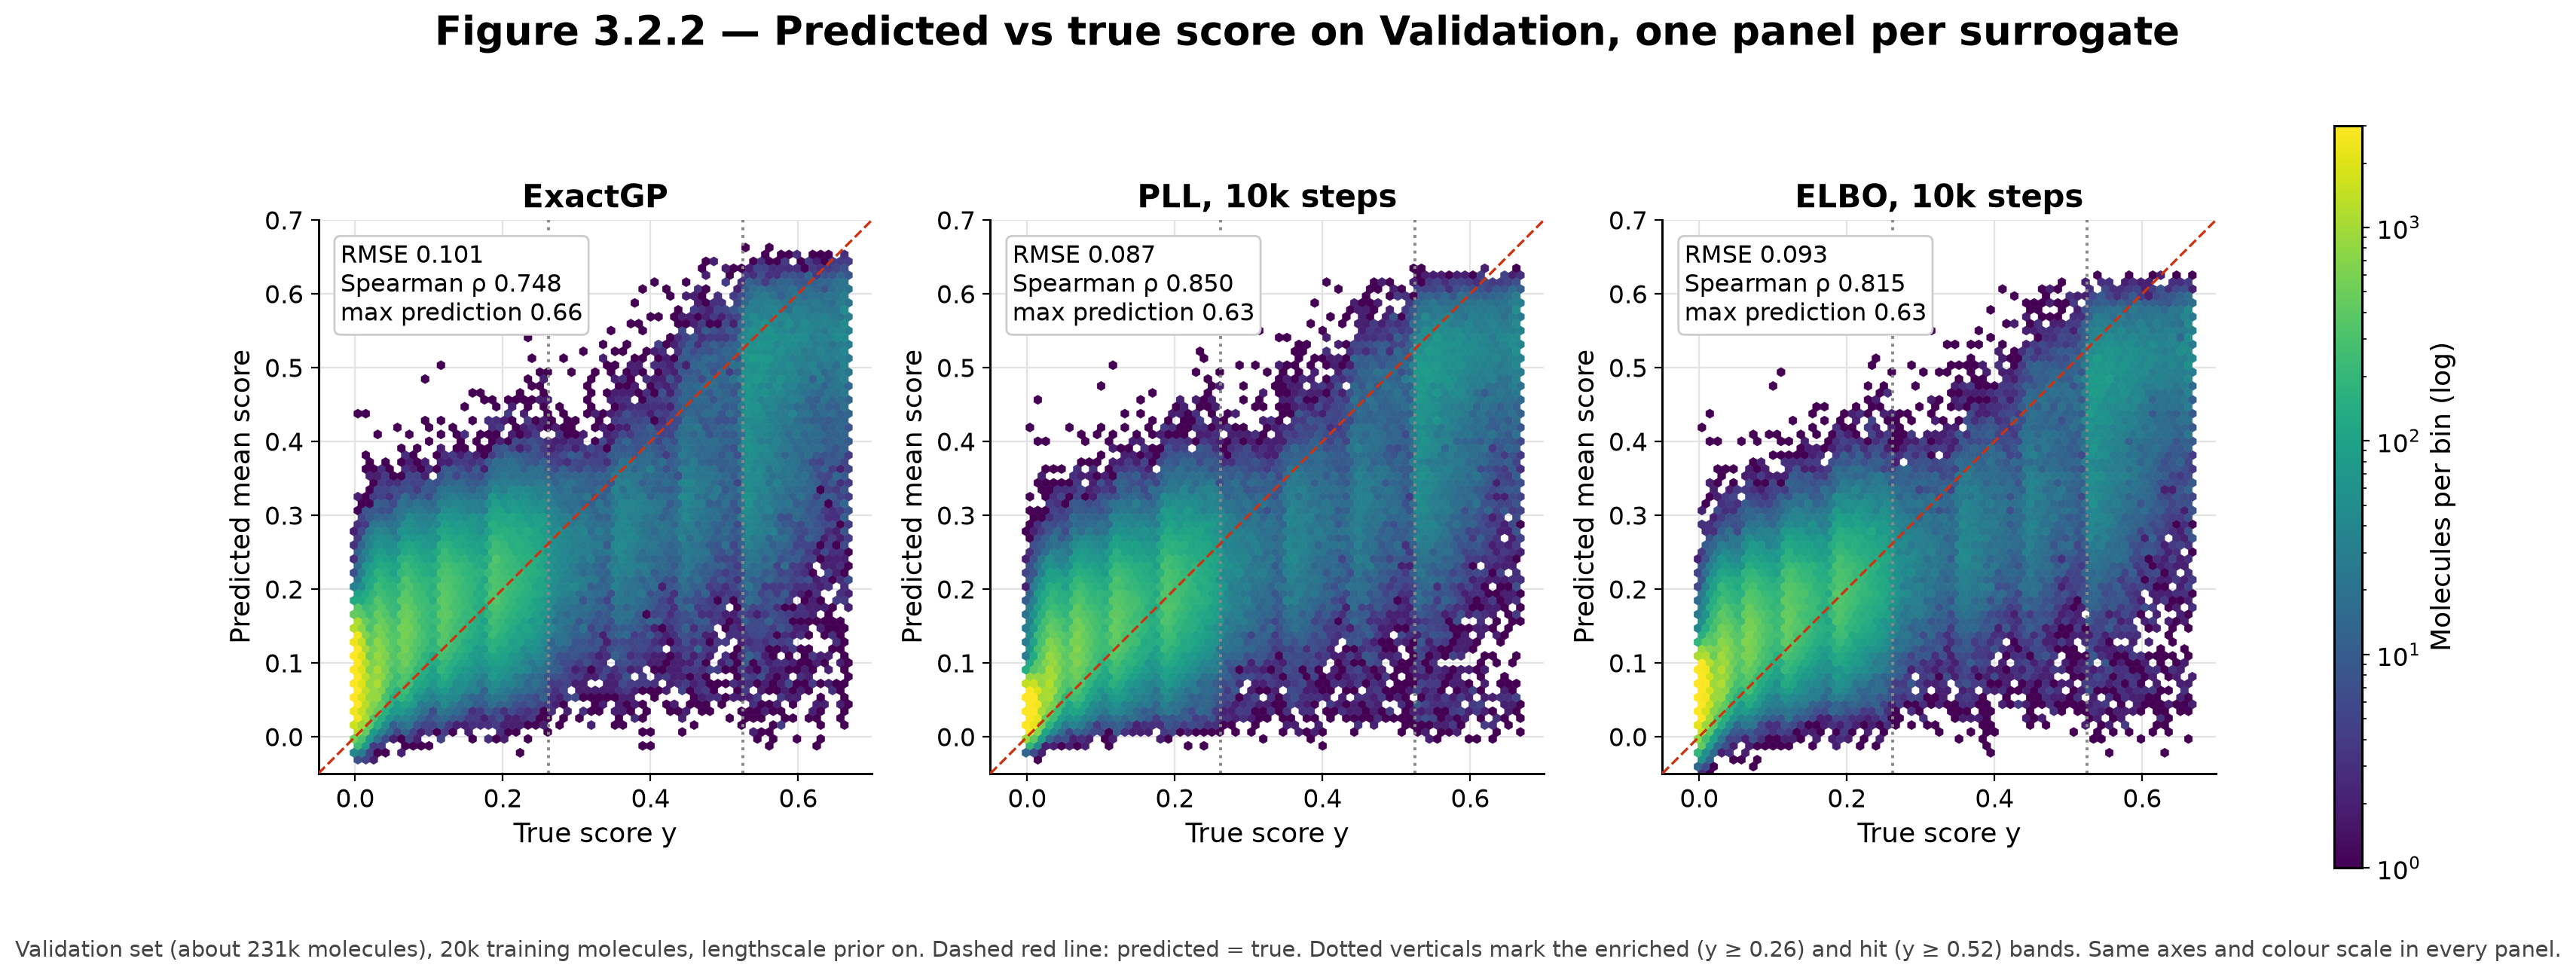 Figure 3.2.2 — Predicted vs true score on Validation, one panel per surrogate
ExactGP
RMSE 0.101
Spearman ρ 0.748
max prediction 0.66
Predicted mean score
0.7
0.6
0.5
0.4
0.3
0.2
0.1
0.0
0.0 0.2 0.4 0.6
True score y
PLL, 10k steps
RMSE 0.087
Spearman ρ 0.850
max prediction 0.63
Predicted mean score
0.7
0.6
0.5
0.4
0.3
0.2
0.1
0.0
0.0 0.2 0.4 0.6
True score y
ELBO, 10k steps
RMSE 0.093
Spearman ρ 0.815
max prediction 0.63
Predicted mean score
0.7
0.6
0.5
0.4
0.3
0.2
0.1
0.0
0.0 0.2 0.4 0.6
True score y
10³
10²
10¹
10⁰
Molecules per bin (log)
Validation set (about 231k molecules), 20k training molecules, lengthscale prior on. Dashed red line: predicted = true. Dotted verticals mark the enriched (y ≥ 0.26) and hit (y ≥ 0.52) bands. Same axes and colour scale in every panel.